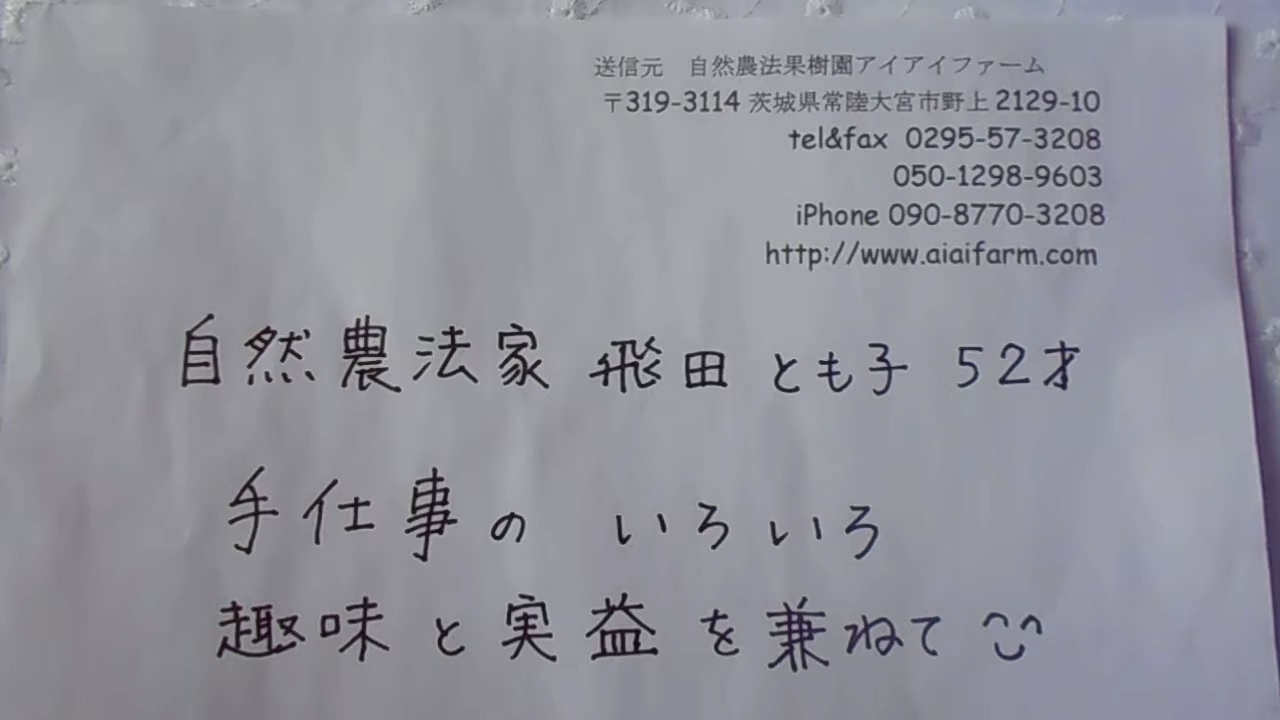 送信元　自然農法果樹園アイアイファーム
〒319-3114 茨城県常陸大宮市野上 2129-10
tel&fax 0295-57-3208
050-1298-9603
iPhone 090-8770-3208
http://www.aiaifarm.com
自然農法家 飛田 とも子 52才
手仕事の いろいろ
趣味 と 実益 を 兼ねて